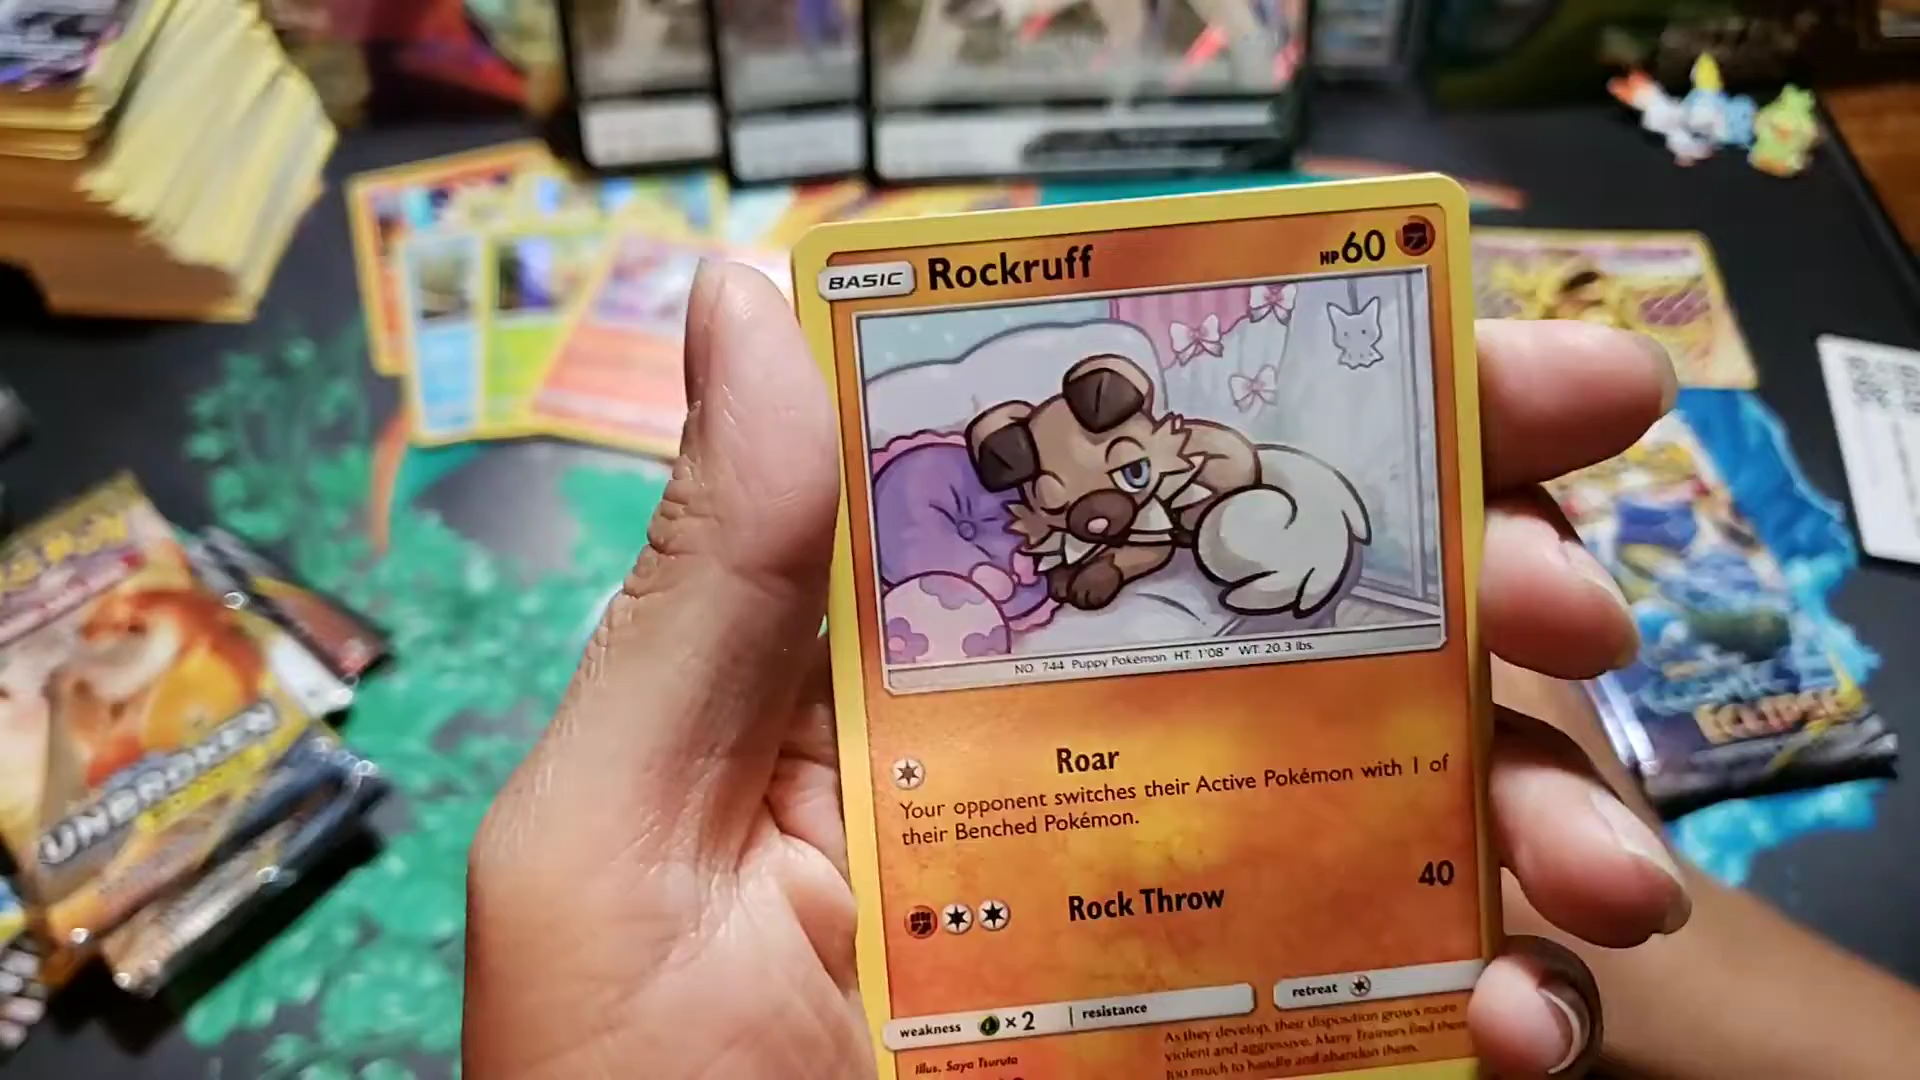 BASIC Rockruff HP60
NO. 744 Puppy Pokémon HT: 1'08" WT: 20.3 lbs.
Roar
Your opponent switches their Active Pokémon with 1 of
their Benched Pokémon.
Rock Throw 40
weakness ×2 resistance retreat
As they develop, their disposition grows more
violent and aggressive. Many Trainers find them
too much to handle and abandon them.
Illus. Saya Tsuruta
UNBROKEN
COSMIC
ECLIPSE